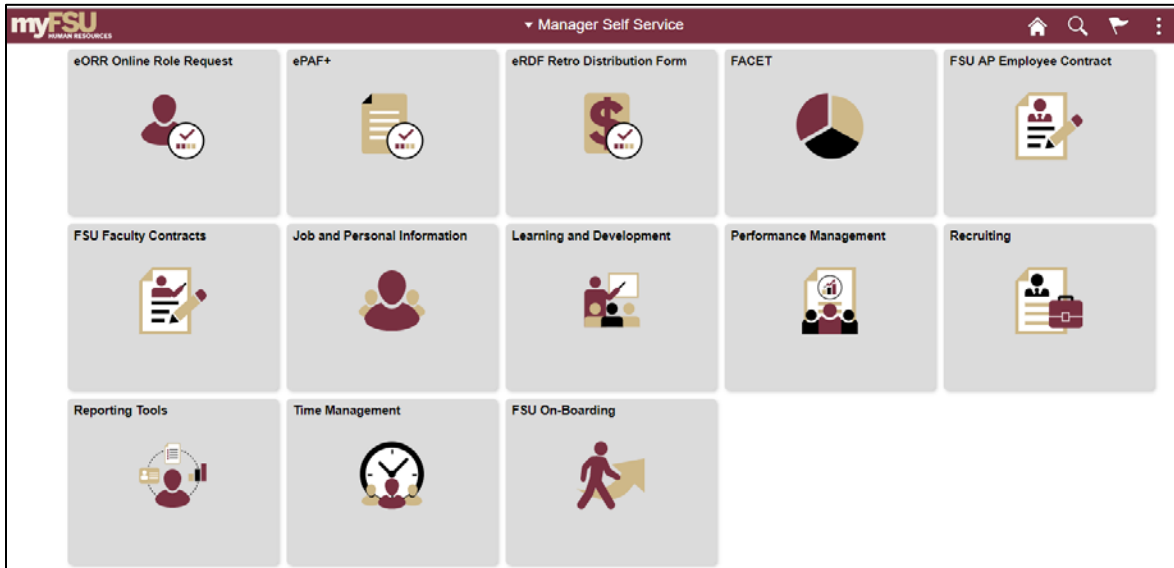 myFSU
HUMAN RESOURCES
Manager Self Service
eORR Online Role Request
ePAF+
eRDF Retro Distribution Form
FACET
FSU AP Employee Contract
FSU Faculty Contracts
Job and Personal Information
Learning and Development
Performance Management
Recruiting
Reporting Tools
Time Management
FSU On-Boarding